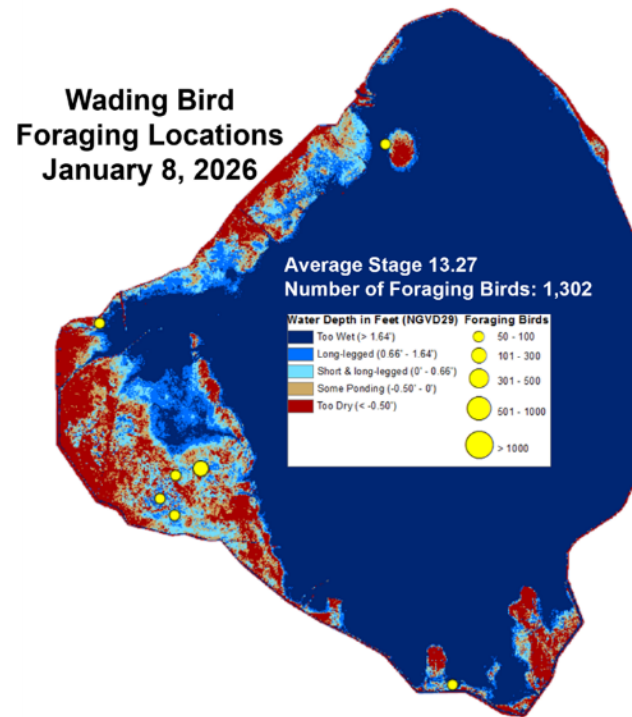 Wading Bird
Foraging Locations
January 8, 2026
Average Stage 13.27
Number of Foraging Birds: 1,302
Water Depth in Feet (NGVD29)
Too Wet (> 1.64')
Long-legged (0.66' - 1.64')
Short & long-legged (0' - 0.66')
Some Ponding (-0.50' - 0')
Too Dry (< -0.50')
Foraging Birds
50 - 100
101 - 300
301 - 500
501 - 1000
> 1000